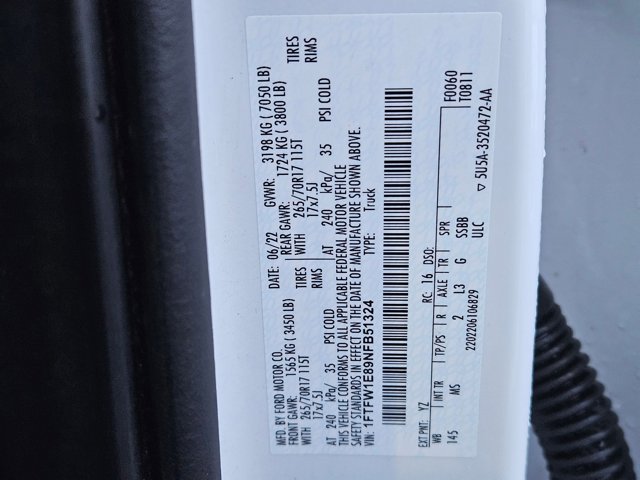 MFD. BY FORD MOTOR CO.
DATE: 06/22 GVWR: 3198 KG ( 7050 LB)
FRONT GAWR: 1565 KG ( 3450 LB) REAR GAWR: 1724 KG ( 3800 LB)
WITH 265/70R17 115T TIRES WITH 265/70R17 115T TIRES
17x7.5J RIMS 17x7.5J RIMS
AT 240 kPa/ 35 PSI COLD AT 240 kPa/ 35 PSI COLD
THIS VEHICLE CONFORMS TO ALL APPLICABLE FEDERAL MOTOR VEHICLE
SAFETY STANDARDS IN EFFECT ON THE DATE OF MANUFACTURE SHOWN ABOVE.
VIN: 1FTFW1E89NFB51324 TYPE: Truck
F0060
1T0811
EXT PNT: YZ RC: 16 DSO:
WB INT TR TP/PS R AXLE TR SPR
145 MS 2 L3 G SSBB
2202206106829 ULC
▽ 5U5A-3520472-AA